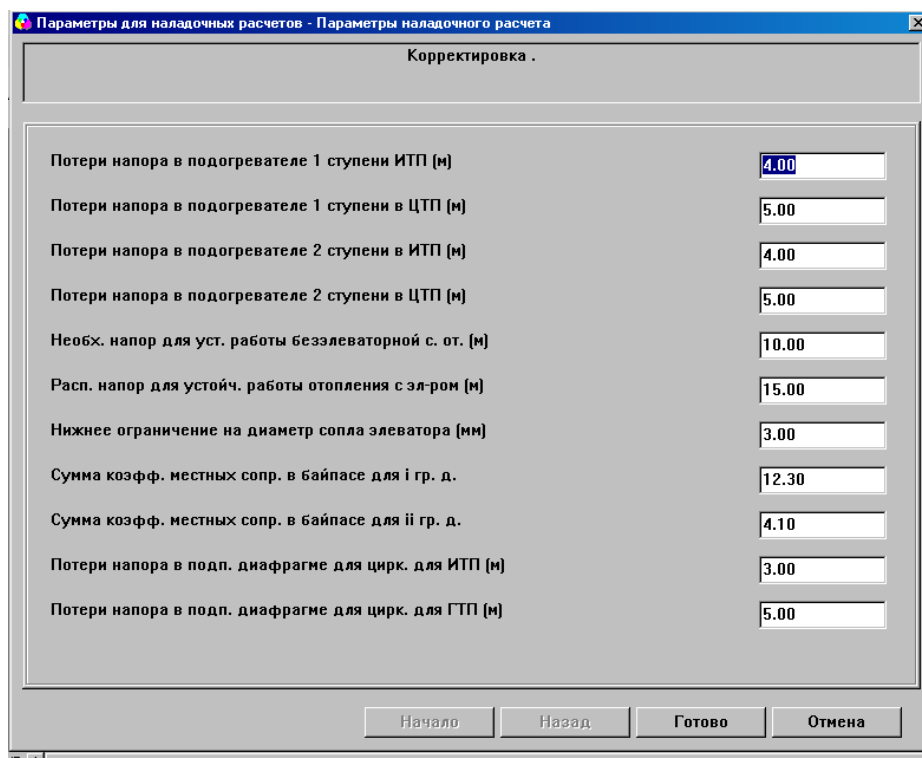 Параметры для наладочных расчетов - Параметры наладочного расчета
Корректировка .
Потери напора в подогревателе 1 ступени ИТП (м) 4.00
Потери напора в подогревателе 1 ступени в ЦТП (м) 5.00
Потери напора в подогревателе 2 ступени в ИТП (м) 4.00
Потери напора в подогревателе 2 ступени в ЦТП (м) 5.00
Необх. напор для уст. работы безэлеваторной с. от. (м) 10.00
Расп. напор для устойч. работы отопления с эл-ром (м) 15.00
Нижнее ограничение на диаметр сопла элеватора (мм) 3.00
Сумма коэфф. местных сопр. в байпасе для i гр. д. 12.30
Сумма коэфф. местных сопр. в байпасе для ii гр. д. 4.10
Потери напора в подп. диафрагме для цирк. для ИТП (м) 3.00
Потери напора в подп. диафрагме для цирк. для ГТП (м) 5.00
Начало Назад Готово Отмена